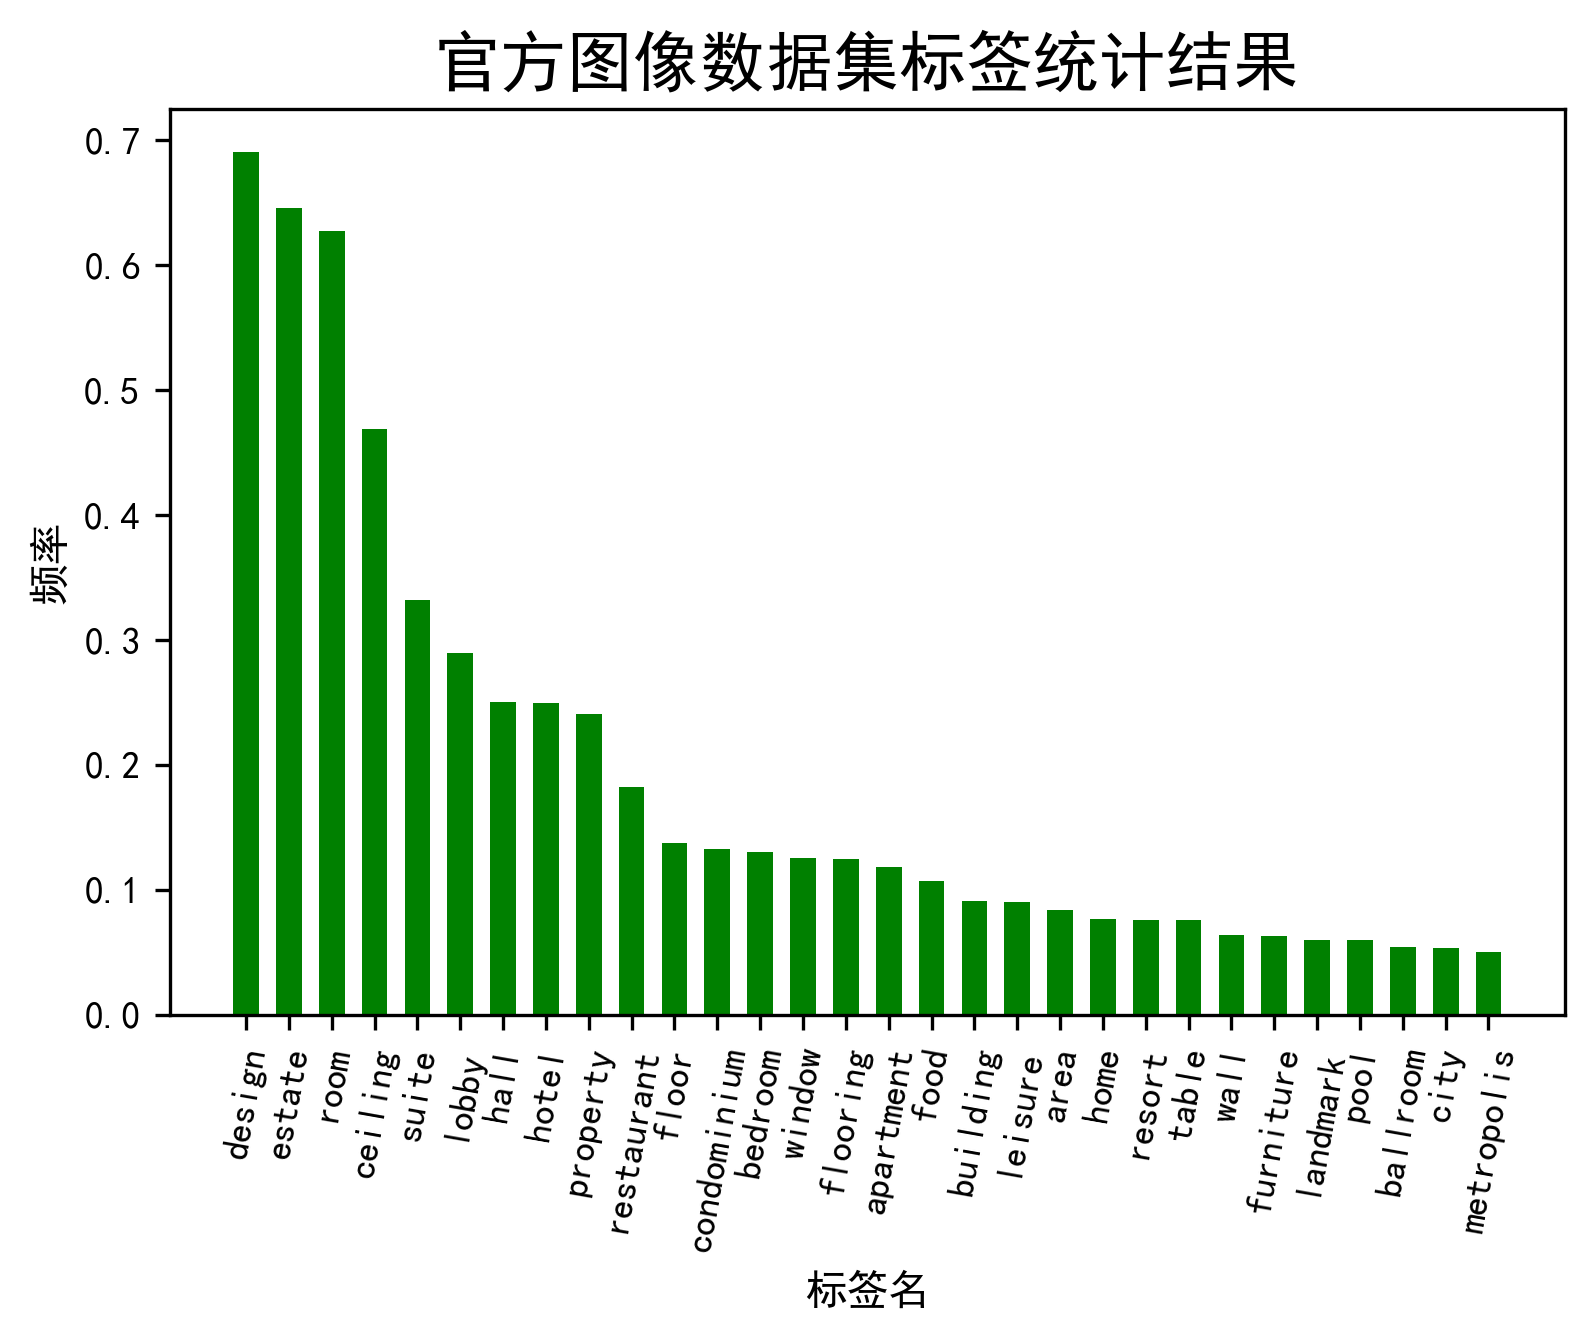 官方图像数据集标签统计结果
频率
0.7
0.6
0.5
0.4
0.3
0.2
0.1
0.0
design
estate
room
ceiling
suite
lobby
hall
hotel
property
restaurant
floor
condominium
bedroom
window
flooring
apartment
food
building
leisure
area
home
resort
table
wall
furniture
landmark
pool
ballroom
city
metropolis
标签名